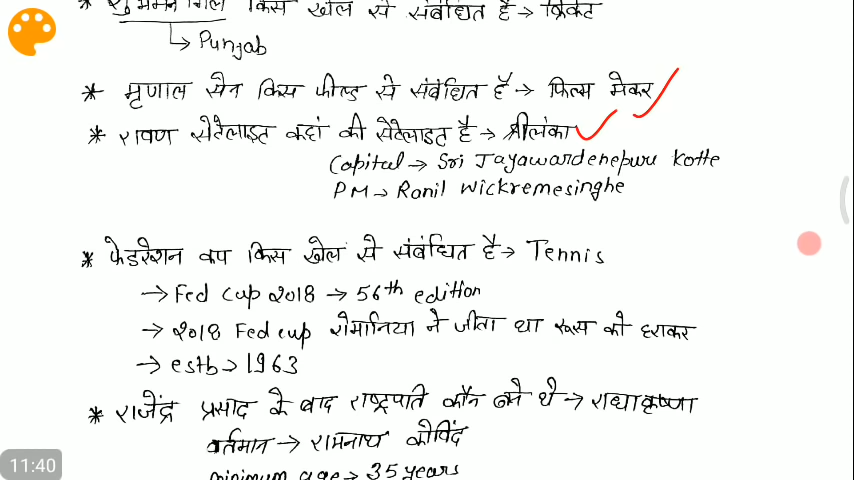 * शुभमन गिल किस खेल से संबंधित है → क्रिकेट
→ Punjab
* मृणाल सेन किस फील्ड से संबंधित है → फिल्म मेकर
* रावण सेटेलाइट कहां की सेटेलाइट है → श्रीलंका
Capital → Sri Jayawardenepura Kotte
PM → Ranil Wickremesinghe
* फेडरेशन कप किस खेल से संबंधित है → Tennis
→ Fed Cup 2018 → 56th edition
→ 2018 Fed cup रोमानिया ने जीता था रूस को हराकर
→ estb → 1963
* राजेंद्र प्रसाद के बाद राष्ट्रपति कौन बने थे → राधाकृष्णा
वर्तमान → रामनाथ कोविंद
minimum age → 35 years
11:40